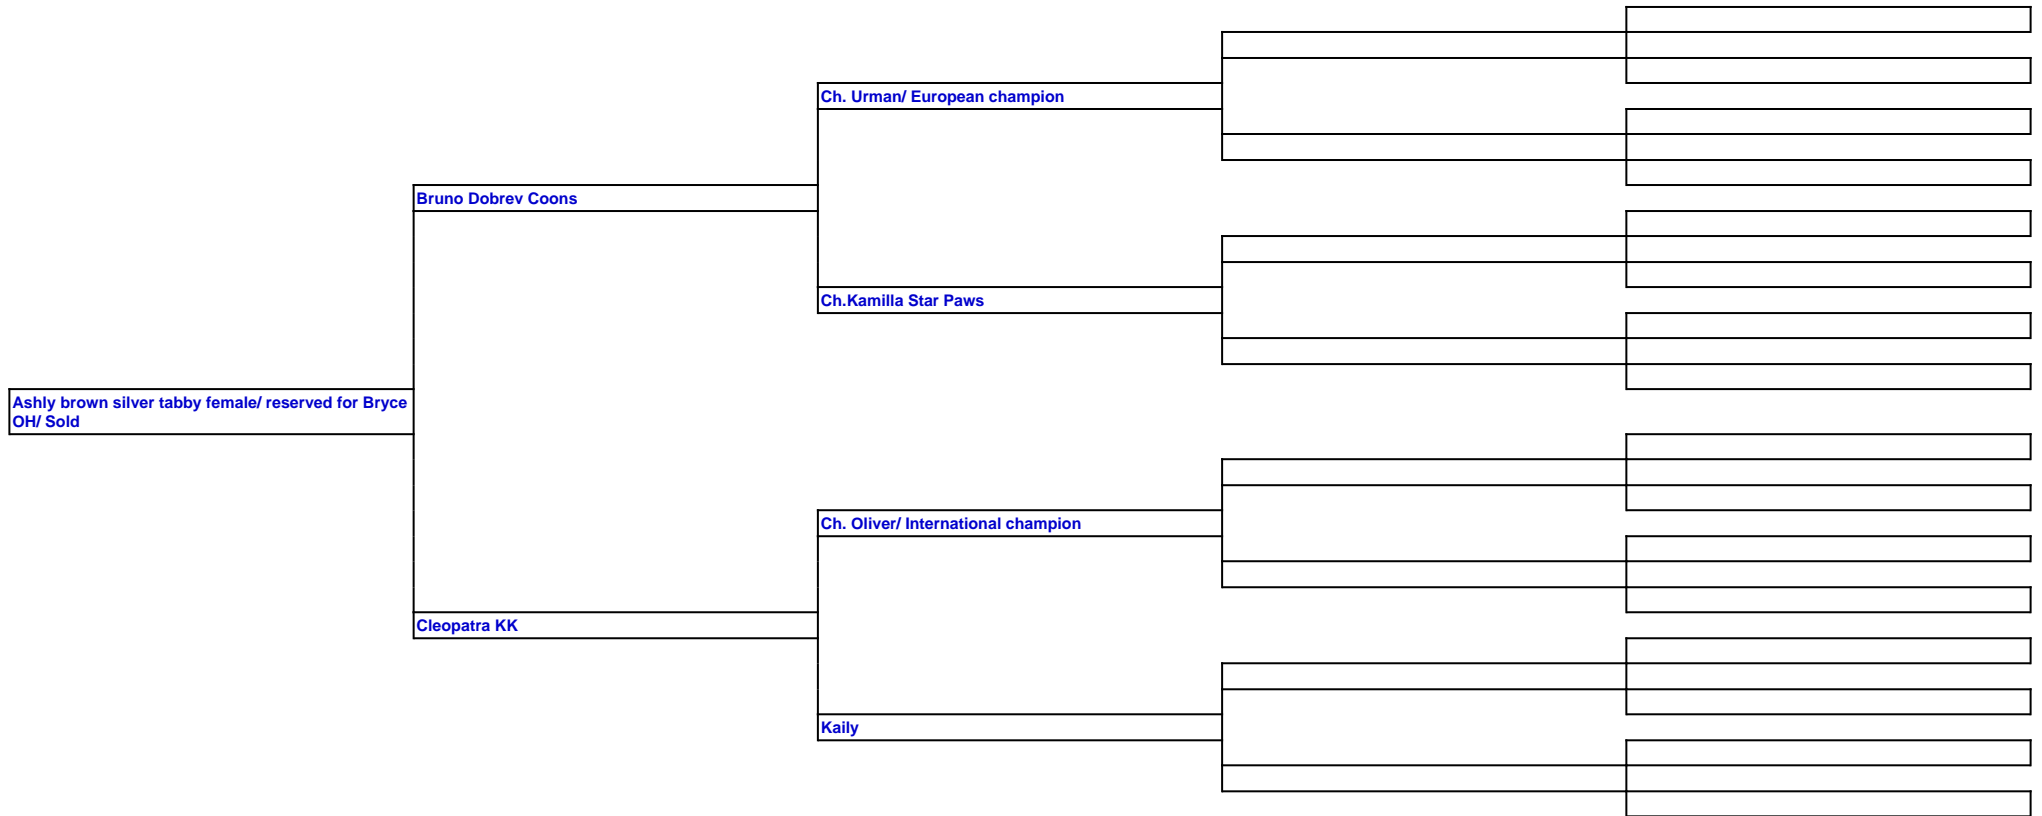 Ch. Urman/ European champion
Bruno Dobrev Coons
Ch.Kamilla Star Paws
Ashly brown silver tabby female/ reserved for Bryce
OH/ Sold
Ch. Oliver/ International champion
Cleopatra KK
Kaily